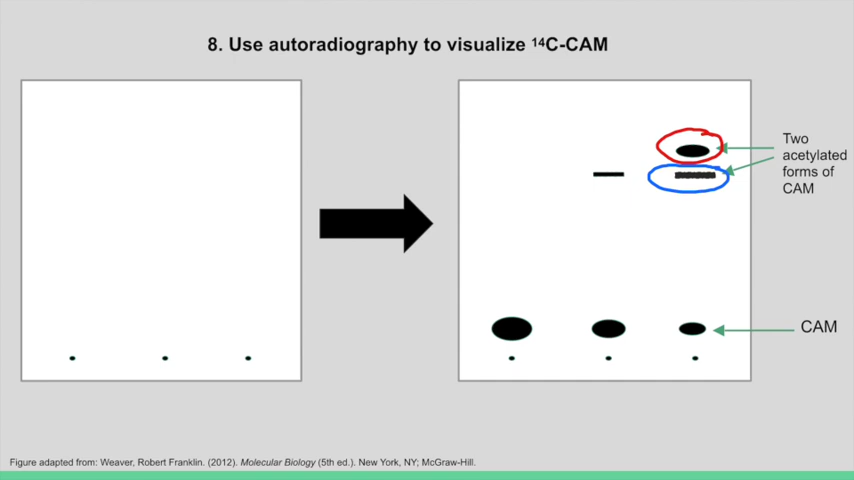 8. Use autoradiography to visualize ¹⁴C-CAM
Two
acetylated
forms of
CAM
CAM
Figure adapted from: Weaver, Robert Franklin. (2012). Molecular Biology (5th ed.). New York, NY; McGraw-Hill.